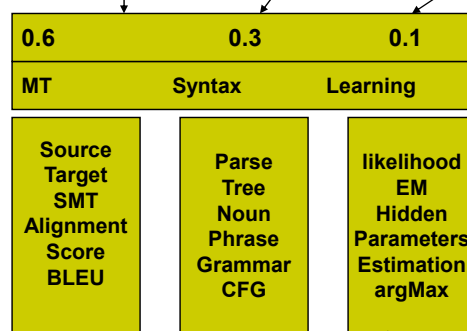 0.6 0.3 0.1
MT Syntax Learning
Source
Target
SMT
Alignment
Score
BLEU
Parse
Tree
Noun
Phrase
Grammar
CFG
likelihood
EM
Hidden
Parameters
Estimation
argMax